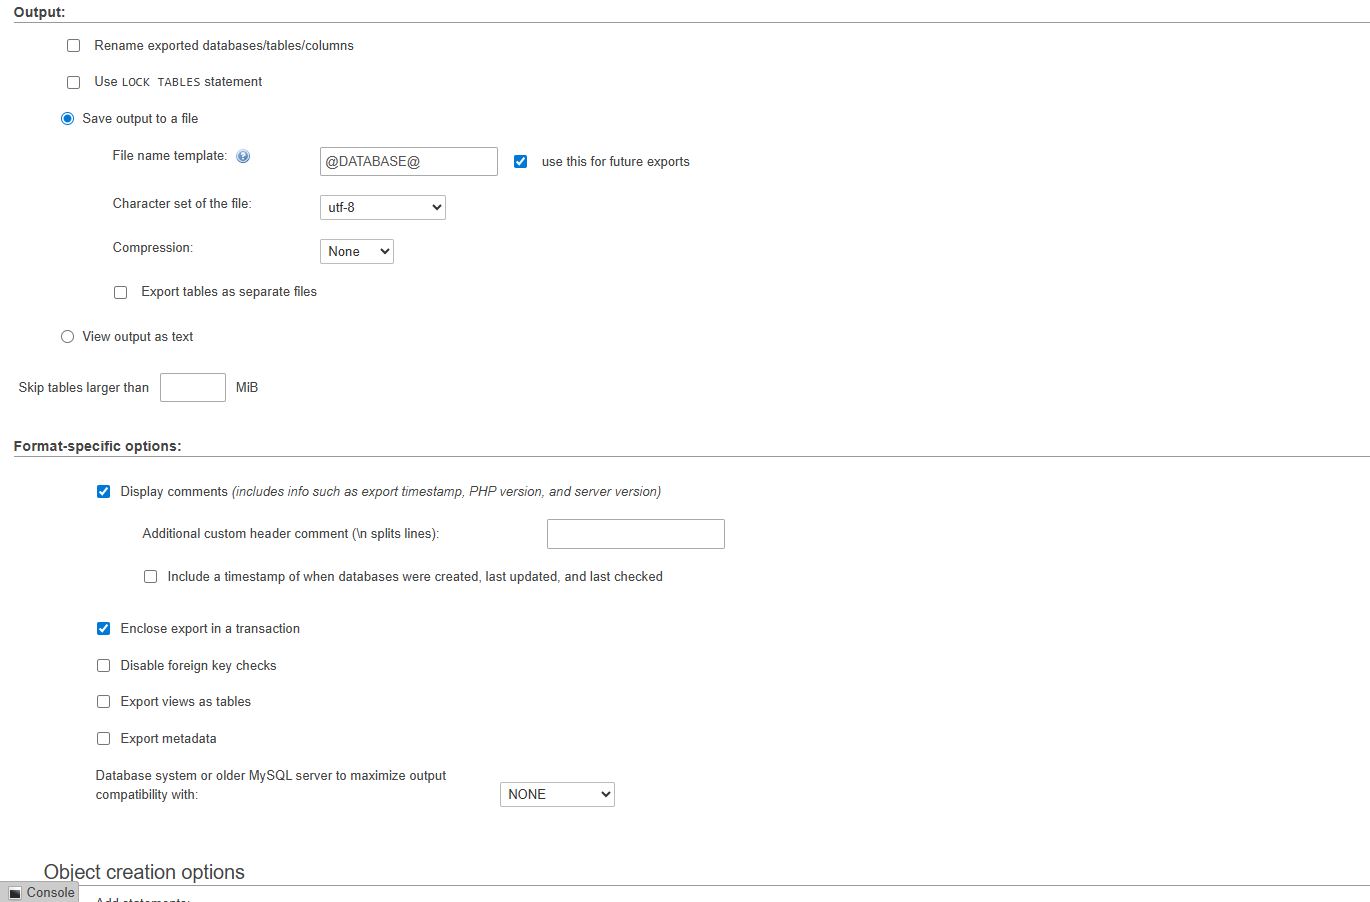 Output:
Rename exported databases/tables/columns
Use LOCK TABLES statement
Save output to a file
File name template:
@DATABASE@
use this for future exports
Character set of the file:
utf-8
Compression:
None
Export tables as separate files
View output as text
Skip tables larger than
MiB
Format-specific options:
Display comments (includes info such as export timestamp, PHP version, and server version)
Additional custom header comment (\n splits lines):
Include a timestamp of when databases were created, last updated, and last checked
Enclose export in a transaction
Disable foreign key checks
Export views as tables
Export metadata
Database system or older MySQL server to maximize output
compatibility with:
NONE
Object creation options
Console
Add statements: